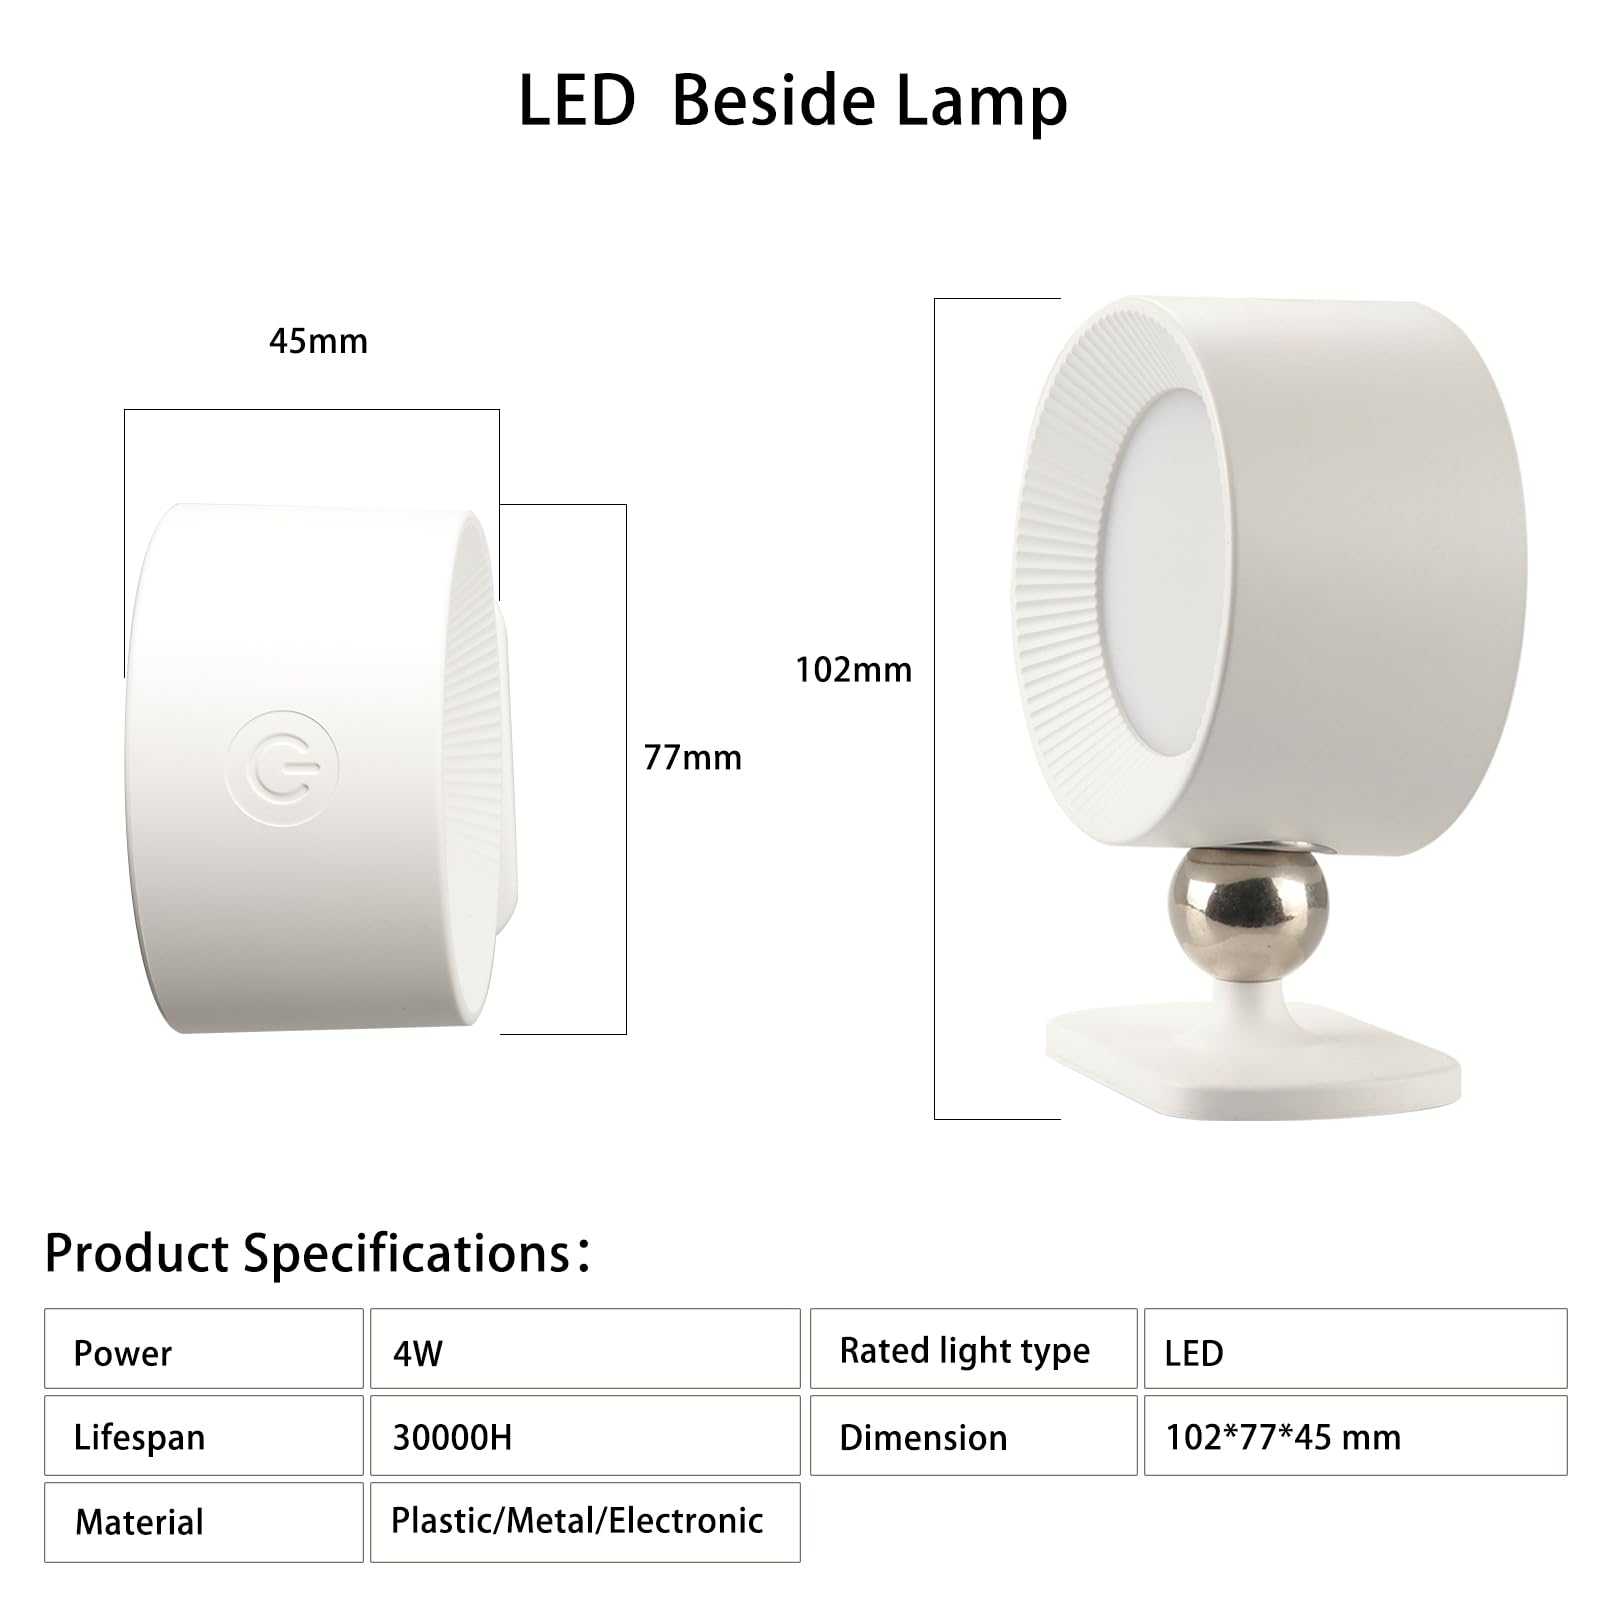 LED Beside Lamp
45mm
77mm
102mm
Product Specifications：
Power 4W Rated light type LED
Lifespan 30000H Dimension 102*77*45 mm
Material Plastic/Metal/Electronic